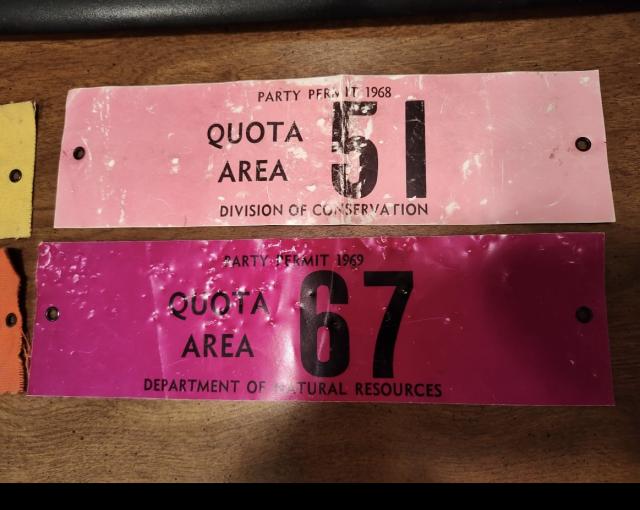 PARTY PERMIT 1968
QUOTA AREA 51
DIVISION OF CONSERVATION
PARTY PERMIT 1969
QUOTA AREA 67
DEPARTMENT OF NATURAL RESOURCES